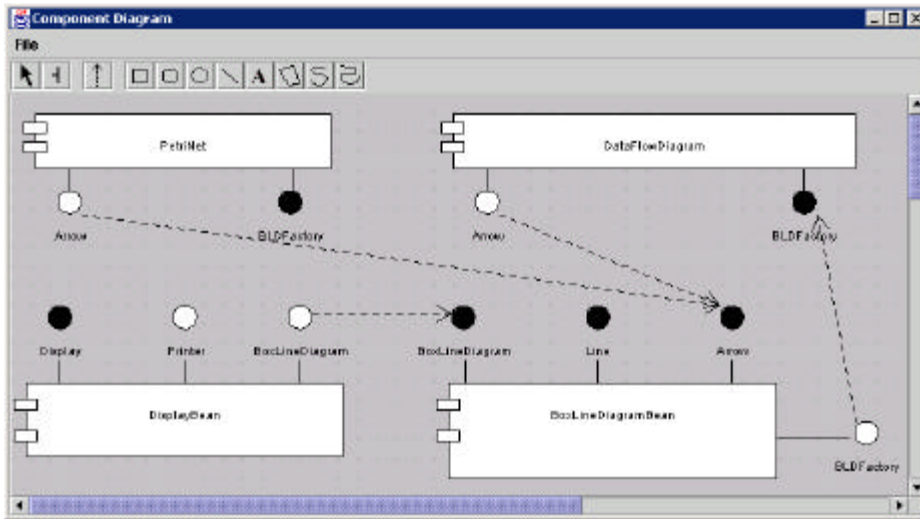 Component Diagram
File
A
PetriNet
DataFlowDiagram
Arrow
BLDFactory
Arrow
BLDFactory
Display
Printer
BoxLineDiagram
BoxLineDiagram
Line
Arrow
DisplayBean
BoxLineDiagramBean
BLDFactory